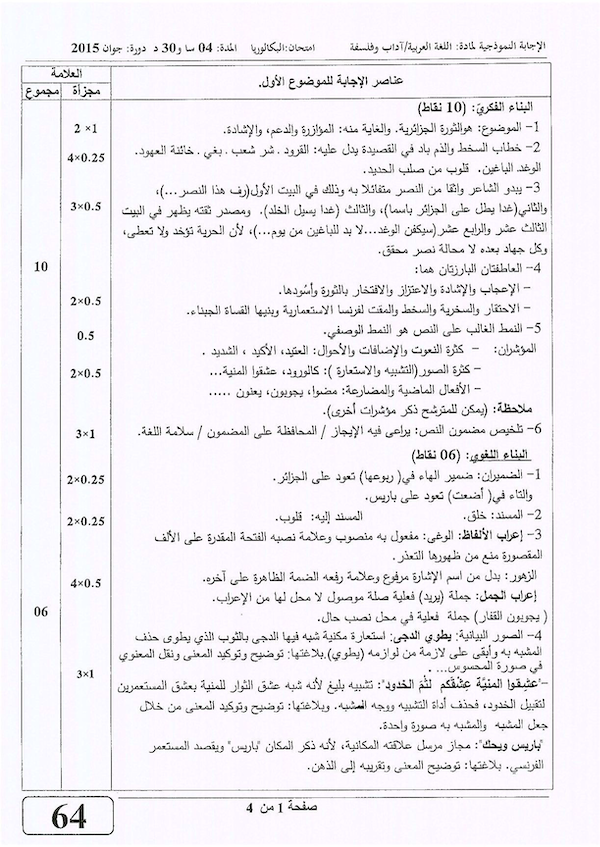 الإجابة النموذجية لمادة: اللغة العربية/آداب وفلسفة امتحان:البكالوريا المدة: 04 سا و30 د دورة: جوان 2015
عناصر الإجابة للموضوع الأول. العلامة
مجزأة مجموع
البناء الفكري: (10 نقاط)
1- الموضوع: هوالثورة الجزائرية. والغاية منه: المؤازرة والدعم، والإشادة. 2 ×1
2- خطاب السخط والذم باد في القصيدة يدل عليه: القرود . شر شعب . بغي . خائنة العهود. 4×0.25
الوغد. الباغين. قلوب من صلب الحديد.
3- يبدو الشاعر واثقا من النصر متفائلا به وذلك في البيت الأول(رف هذا النصر...)،
والثاني(غدا يطل على الجزائر باسما)، والثالث (غدا يسيل الخلد). ومصدر ثقته يظهر في البيت 3×0.5
الثالث عشر والرابع عشر(سيكفن الوغد...لا بد للباغين من يوم...)، لأن الحرية تؤخذ ولا تعطى،
وكل جهاد بعده لا محالة نصر محقق.
4- العاطفتان البارزتان هما: 10
- الإعجاب والإشادة والاعتزاز والافتخار بالثورة وأسُودها.
- الاحتقار والسخرية والسخط والمقت لفرنسا الاستعمارية وبنيها القساة الجبناء. 2×0.5
5- النمط الغالب على النص هو النمط الوصفي. 0.5
المؤشران: - كثرة النعوت والإضافات والأحوال: العتيد، الأكيد ، الشديد .
- كثرة الصور(التشبيه والاستعارة ): كالورود، عشقوا المنية... 2×0.5
- الأفعال الماضية والمضارعة: مضوا، يجوبون، يعنون .....
ملاحظة: (يمكن للمترشح ذكر مؤشرات أخرى).
6- تلخيص مضمون النص: يراعى فيه الإيجاز / المحافظة على المضمون / سلامة اللغة. 3×1
البناء اللغوي: (06 نقاط)
1- الضميران: ضمير الهاء في( ربوعها) تعود على الجزائر. 2×0.25
والتاء في( أضعت) تعود على باريس.
2- المسند: خلق. المسند إليه: قلوب. 2×0.25
3- إعراب الألفاظ: الوغى: مفعول به منصوب وعلامة نصبه الفتحة المقدرة على الألف
المقصورة منع من ظهورها التعذر.
الزهور: بدل من اسم الإشارة مرفوع وعلامة رفعه الضمة الظاهرة على آخره. 4×0.5
إعراب الجمل: جملة (يريد) فعلية صلة موصول لا محل لها من الإعراب. 06
( يجوبون القفار) جملة فعلية في محل نصب حال.
4- الصور البيانية: يطوي الدجى: استعارة مكنية شبه فيها الدجى بالثوب الذي يطوى حذف
المشبه به وأبقى على لازمة من لوازمه (يطوي).بلاغتها: توضيح وتوكيد المعنى ونقل المعنوي
في صورة المحسوس... . 3×1
-"عشقوا المنيَّة عِشْقَكم لثْمَ الخدود": تشبيه بليغ لأنه شبه عشق الثوار للمنية بعشق المستعمرين
لتقبيل الخدود، فحذف أداة التشبيه ووجه الشبه. وبلاغتها: توضيح وتوكيد المعنى من خلال
جعل المشبه والمشبه به صورة واحدة.
"باريس ويحك": مجاز مرسل علاقته المكانية، لأنه ذكر المكان "باريس" ويقصد المستعمر
الفرنسي. بلاغتها: توضيح المعنى وتقريبه إلى الذهن.
صفحة 1 من 4
64